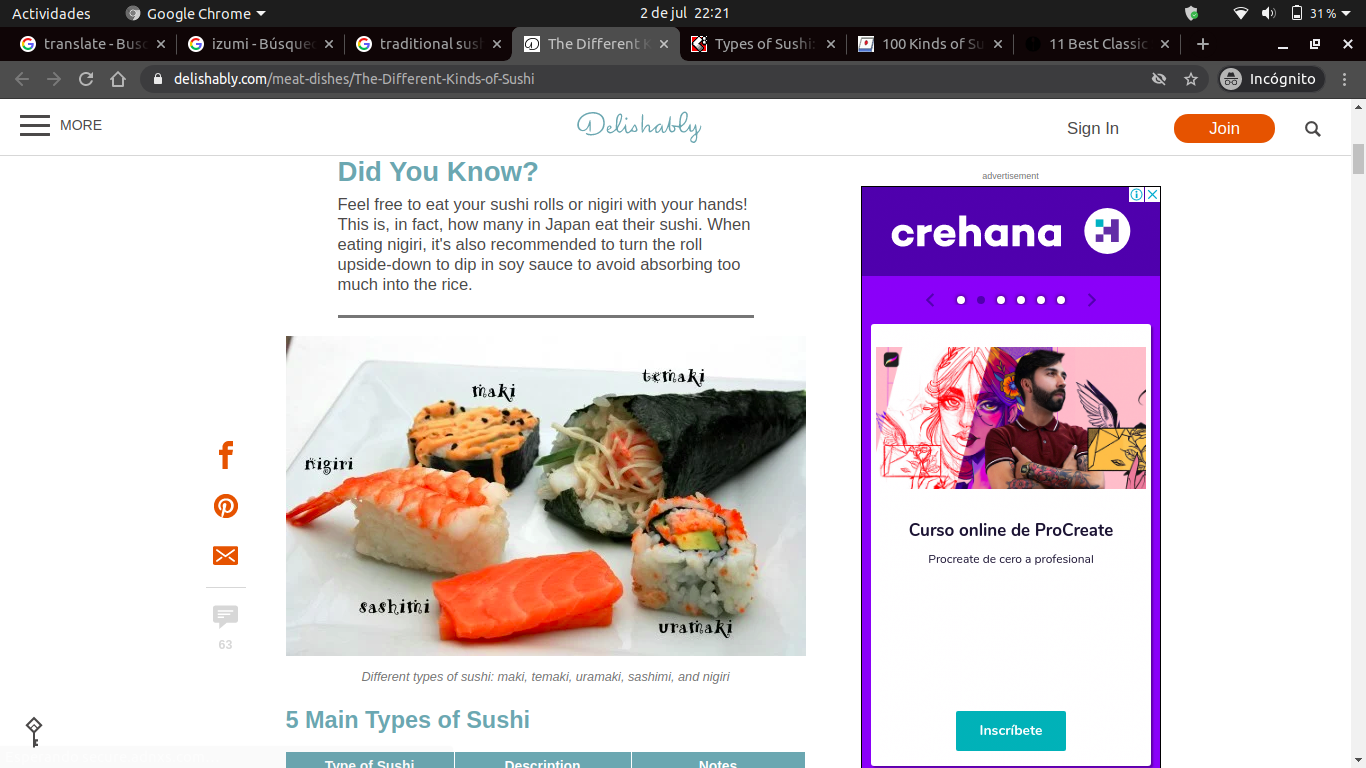 Actividades
Google Chrome
2 de jul 22:21
31 %
translate - Busc
izumi - Búsqued
traditional sush
The Different K
Types of Sushi:
100 Kinds of Su
11 Best Classic
delishably.com/meat-dishes/The-Different-Kinds-of-Sushi
Incógnito
MORE
Delishably
Sign In
Join
Did You Know?
Feel free to eat your sushi rolls or nigiri with your hands!
This is, in fact, how many in Japan eat their sushi. When
eating nigiri, it's also recommended to turn the roll
upside-down to dip in soy sauce to avoid absorbing too
much into the rice.
temaki
maki
nigiri
sashimi
uramaki
63
Different types of sushi: maki, temaki, uramaki, sashimi, and nigiri
5 Main Types of Sushi
Type of Sushi
Description
Notes
advertisement
crehana
Curso online de ProCreate
Procreate de cero a profesional
Inscríbete